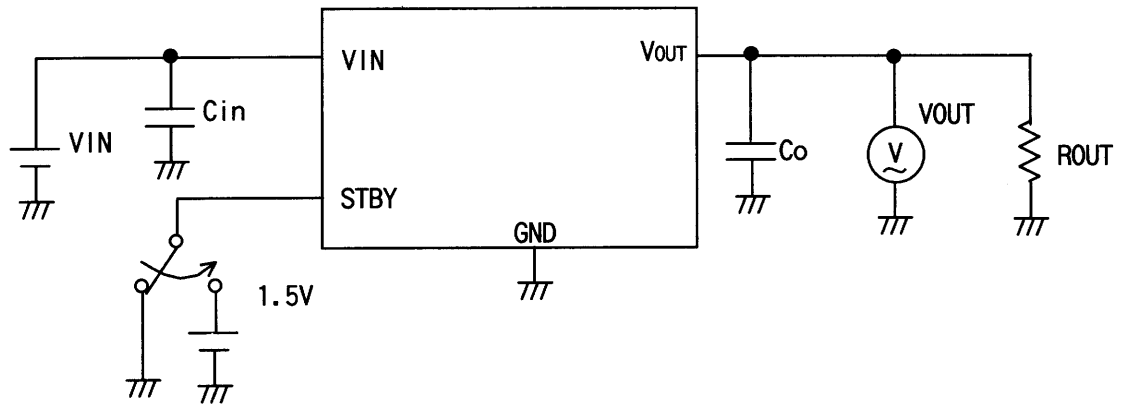 VIN
VOUT
Cin
VOUT
VIN
Co
V
ROUT
STBY
GND
1.5V